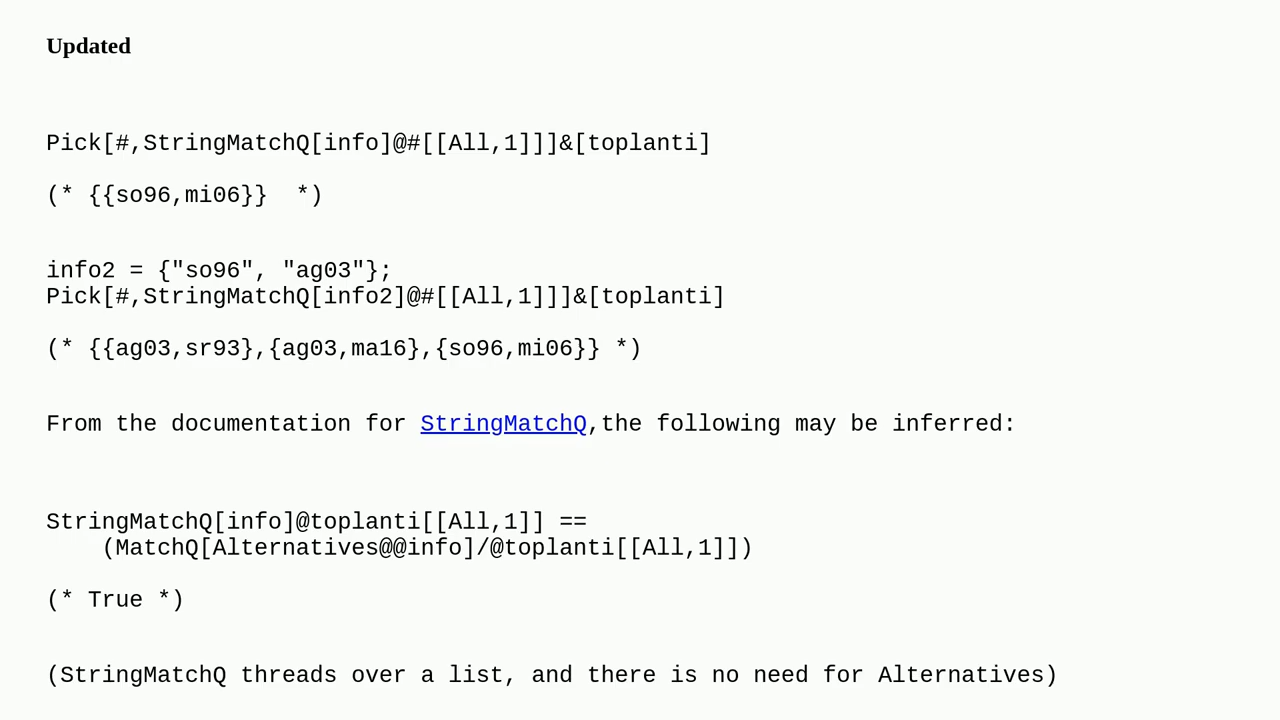 Updated
Pick[#,StringMatchQ[info]@#[[All,1]]]&[toplanti]
(* {{so96,mi06}}  *)
info2 = {"so96", "ag03"};
Pick[#,StringMatchQ[info2]@#[[All,1]]]&[toplanti]
(* {{ag03,sr93},{ag03,ma16},{so96,mi06}} *)
From the documentation for StringMatchQ,the following may be inferred:
StringMatchQ[info]@toplanti[[All,1]] ==
    (MatchQ[Alternatives@@info]/@toplanti[[All,1]])
(* True *)
(StringMatchQ threads over a list, and there is no need for Alternatives)